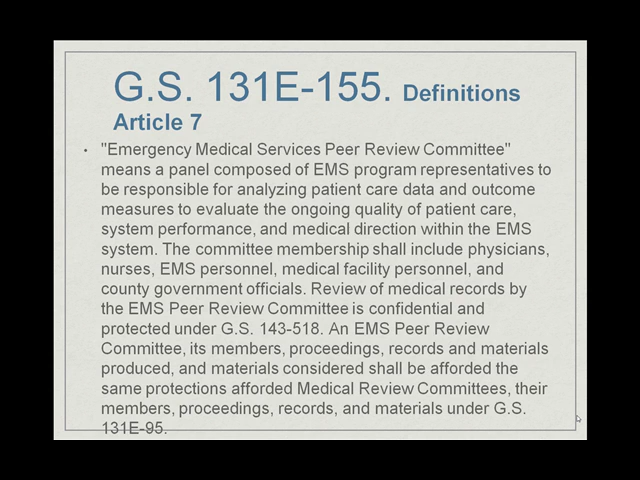 G.S. 131E-155. Definitions
Article 7
• "Emergency Medical Services Peer Review Committee"
means a panel composed of EMS program representatives to
be responsible for analyzing patient care data and outcome
measures to evaluate the ongoing quality of patient care,
system performance, and medical direction within the EMS
system. The committee membership shall include physicians,
nurses, EMS personnel, medical facility personnel, and
county government officials. Review of medical records by
the EMS Peer Review Committee is confidential and
protected under G.S. 143-518. An EMS Peer Review
Committee, its members, proceedings, records and materials
produced, and materials considered shall be afforded the
same protections afforded Medical Review Committees, their
members, proceedings, records, and materials under G.S.
131E-95.